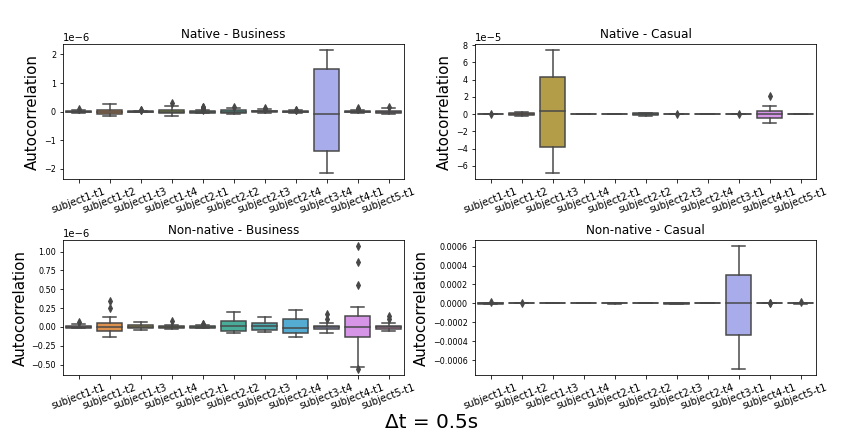 Native - Business
1e−6
Autocorrelation
2
1
0
−1
−2
subject1-t1
subject1-t2
subject1-t3
subject1-t4
subject2-t1
subject2-t2
subject2-t3
subject2-t4
subject3-t4
subject4-t1
subject5-t1
Native - Casual
1e−5
Autocorrelation
8
6
4
2
0
−2
−4
−6
subject1-t1
subject1-t2
subject1-t3
subject1-t4
subject2-t1
subject2-t2
subject2-t3
subject2-t4
subject3-t1
subject4-t1
subject5-t1
Non-native - Business
1e−6
Autocorrelation
1.00
0.75
0.50
0.25
0.00
−0.25
−0.50
subject1-t1
subject1-t2
subject1-t3
subject1-t4
subject2-t1
subject2-t2
subject2-t3
subject2-t4
subject3-t4
subject4-t1
subject5-t1
Non-native - Casual
Autocorrelation
0.0006
0.0004
0.0002
0.0000
−0.0002
−0.0004
−0.0006
subject1-t1
subject1-t2
subject1-t3
subject1-t4
subject2-t1
subject2-t2
subject2-t3
subject2-t4
subject3-t1
subject4-t1
subject5-t1
Δt = 0.5s